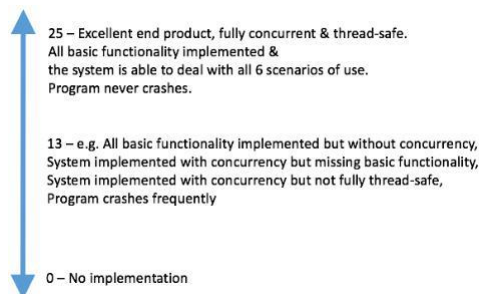 25 – Excellent end product, fully concurrent & thread-safe.
All basic functionality implemented &
the system is able to deal with all 6 scenarios of use.
Program never crashes.
13 – e.g. All basic functionality implemented but without concurrency,
System implemented with concurrency but missing basic functionality,
System implemented with concurrency but not fully thread-safe,
Program crashes frequently
0 – No implementation